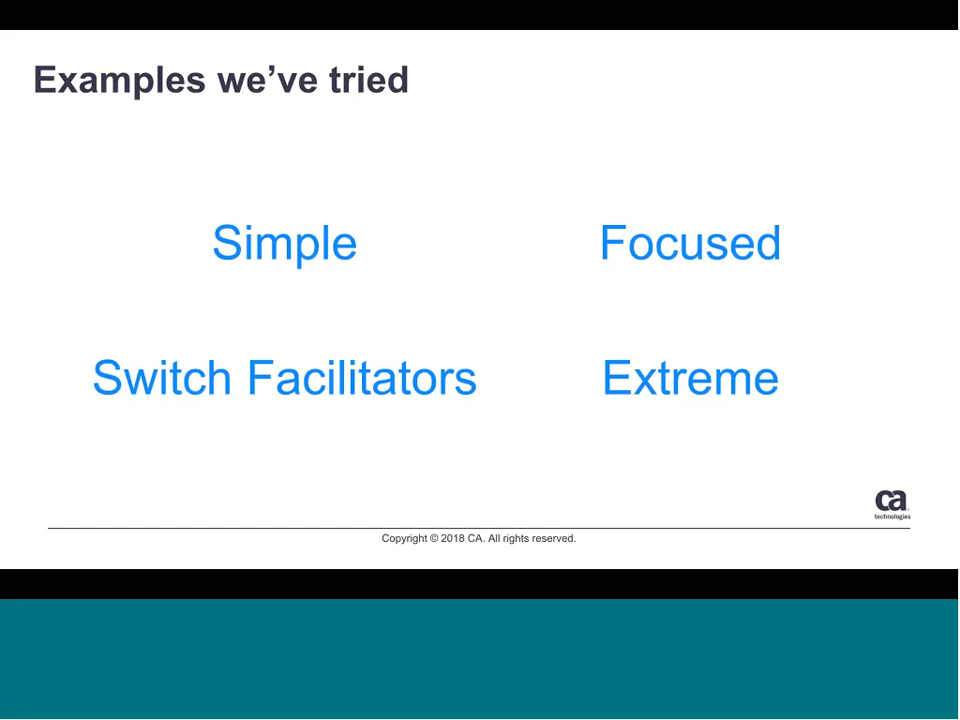 Examples we’ve tried
Simple
Focused
Switch Facilitators
Extreme
ca
technologies
Copyright © 2018 CA. All rights reserved.